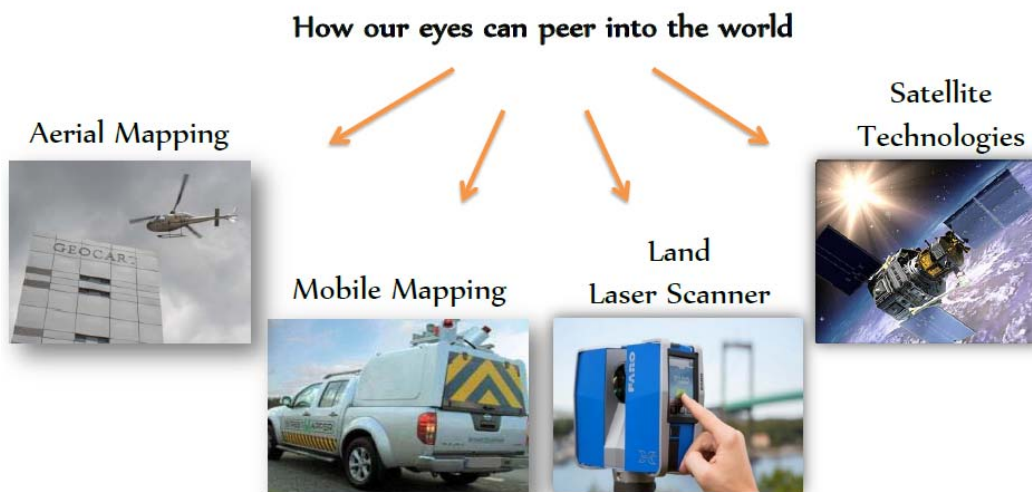 How our eyes can peer into the world
Aerial Mapping
Satellite
Technologies
GEOCART
Mobile Mapping
Land
Laser Scanner
FARO